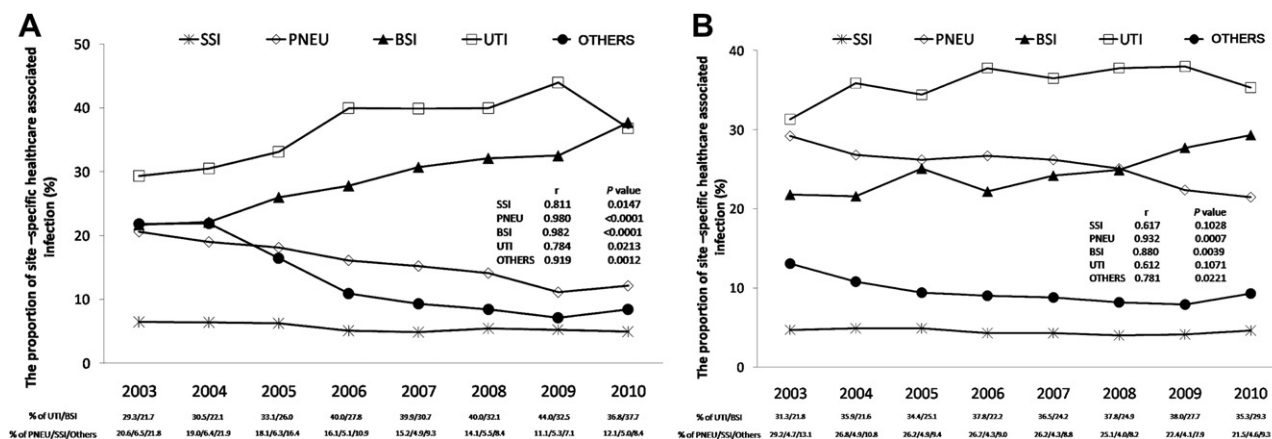 A
SSI PNEU BSI UTI OTHERS
The proportion of site –specific healthcare associated
infection (%)
50
40
30
20
10
0
r P value
SSI 0.811 0.0147
PNEU 0.980 <0.0001
BSI 0.982 <0.0001
UTI 0.784 0.0213
OTHERS 0.919 0.0012
2003 2004 2005 2006 2007 2008 2009 2010
% of UTI/BSI 29.3/21.7 30.5/22.1 33.1/26.0 40.0/27.8 39.9/30.7 40.0/32.1 44.0/32.5 36.8/37.7
% of PNEU/SSI/Others 20.6/6.5/21.8 19.0/6.4/21.9 18.1/6.3/16.4 16.1/5.1/10.9 15.2/4.9/9.3 14.1/5.5/8.4 11.1/5.3/7.1 12.1/5.0/8.4
B
SSI PNEU BSI UTI OTHERS
The proportion of site –specific healthcare associated
infection (%)
40
30
20
10
0
r P value
SSI 0.617 0.1028
PNEU 0.932 0.0007
BSI 0.880 0.0039
UTI 0.612 0.1071
OTHERS 0.781 0.0221
2003 2004 2005 2006 2007 2008 2009 2010
% of UTI/BSI 31.3/21.8 35.9/21.6 34.4/25.1 37.8/22.2 36.5/24.2 37.8/24.9 38.0/27.7 35.3/29.3
% of PNEU/SSI/Others 29.2/4.7/13.1 26.8/4.9/10.8 26.2/4.9/9.4 26.7/4.3/9.0 26.2/4.3/8.8 25.1/4.0/8.2 22.4/4.1/7.9 21.5/4.6/9.3